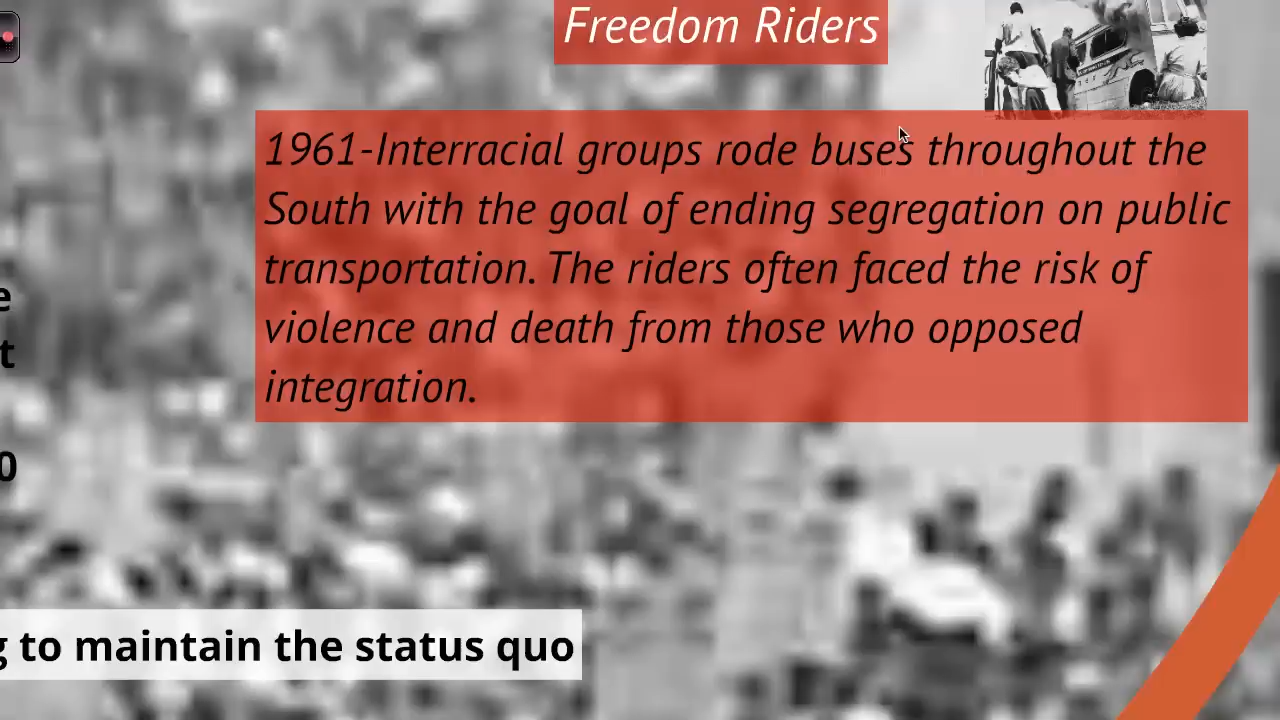 Freedom Riders
1961-Interracial groups rode buses throughout the
South with the goal of ending segregation on public
transportation. The riders often faced the risk of
violence and death from those who opposed
integration.
e
t
0
g to maintain the status quo